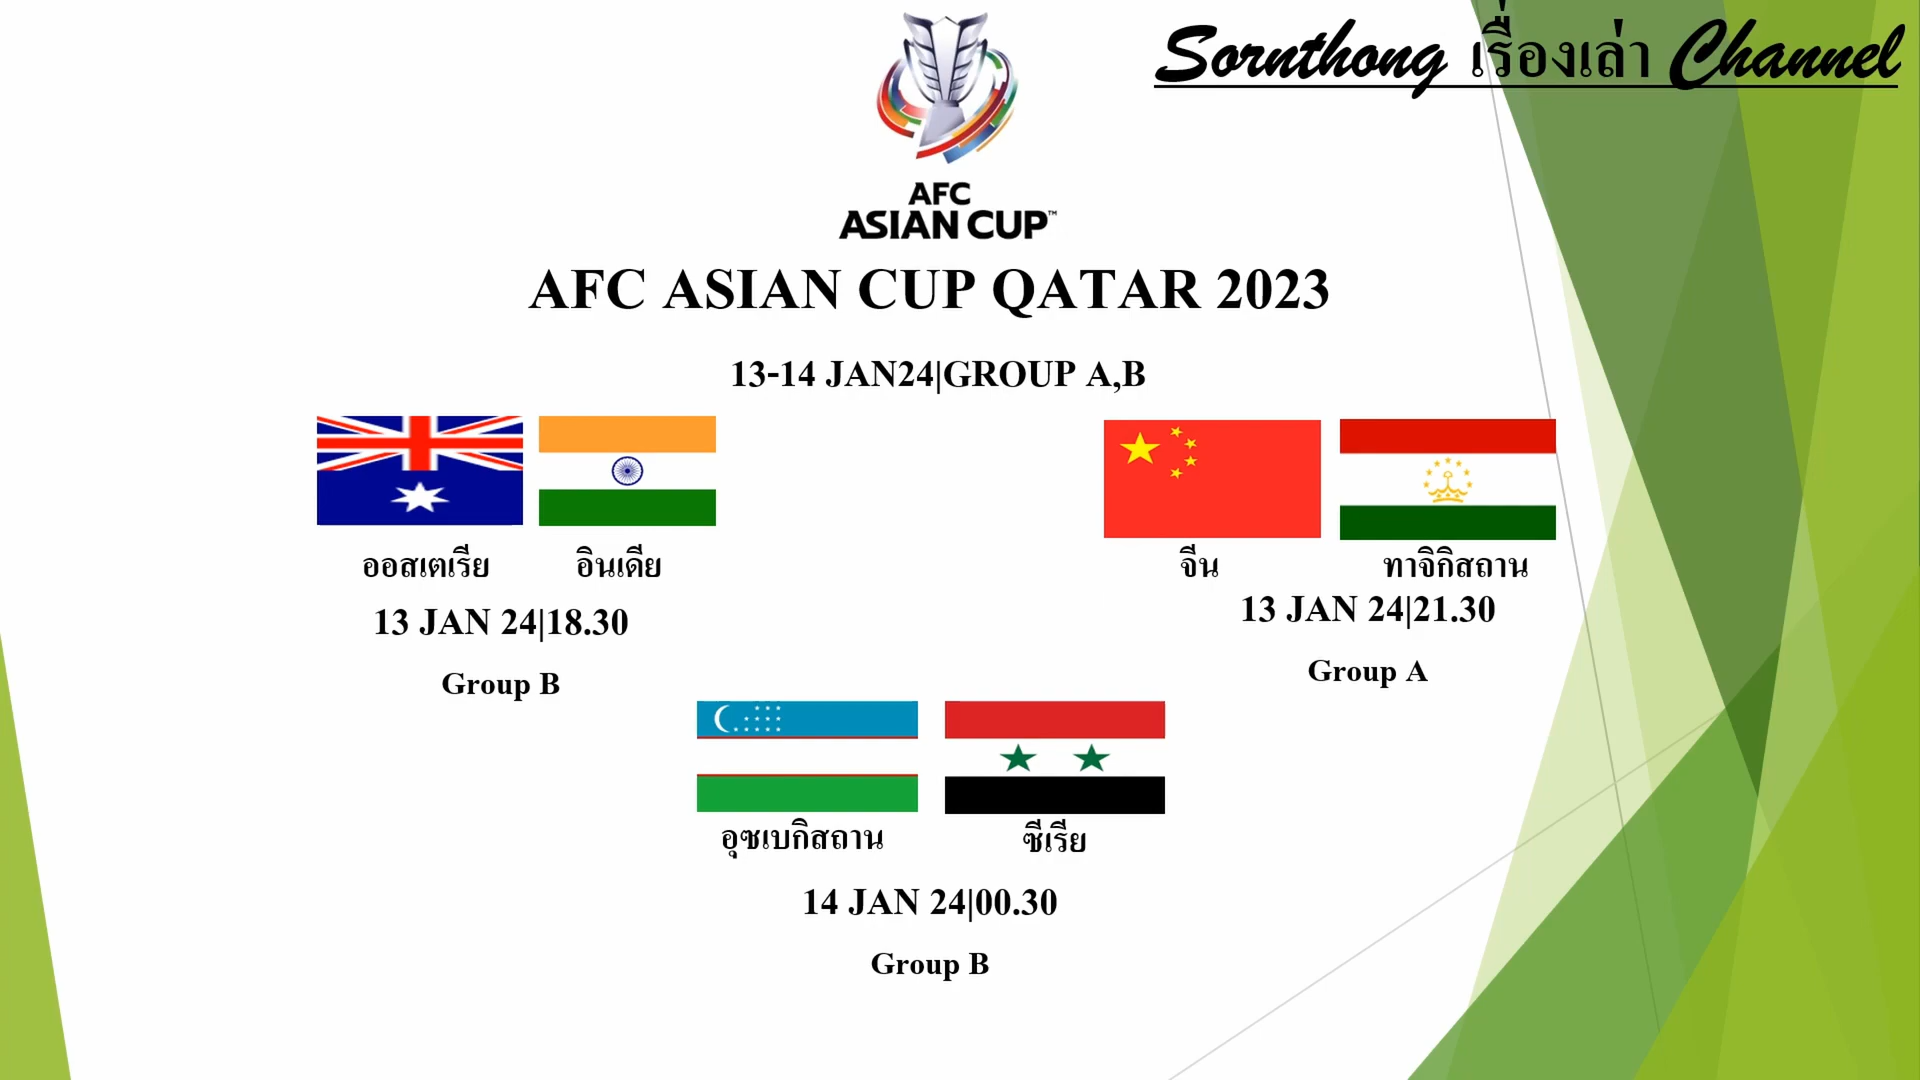 Sornthong เรื่องเล่า Channel
AFC
ASIAN CUP™
AFC ASIAN CUP QATAR 2023
13-14 JAN24|GROUP A,B
ออสเตเรีย อินเดีย
13 JAN 24|18.30
Group B
จีน ทาจิกิสถาน
13 JAN 24|21.30
Group A
อุซเบกิสถาน ซีเรีย
14 JAN 24|00.30
Group B